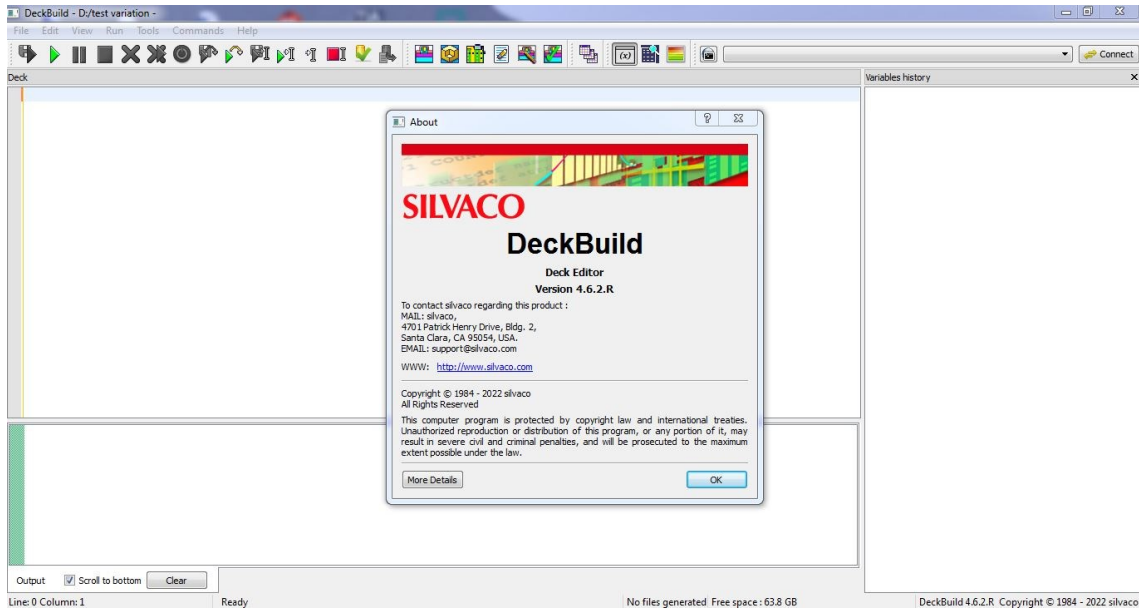 DeckBuild - D:/test variation -
File Edit View Run Tools Commands Help
Connect
Deck
Variables history
About
SILVACO
DeckBuild
Deck Editor
Version 4.6.2.R
To contact silvaco regarding this product :
MAIL: silvaco,
4701 Patrick Henry Drive, Bldg. 2,
Santa Clara, CA 95054, USA.
EMAIL: support@silvaco.com
WWW: http://www.silvaco.com
Copyright © 1984 - 2022 silvaco
All Rights Reserved
This computer program is protected by copyright law and international treaties.
Unauthorized reproduction or distribution of this program, or any portion of it, may
result in severe civil and criminal penalties, and will be prosecuted to the maximum
extent possible under the law.
More Details
OK
Output Scroll to bottom Clear
Line: 0 Column: 1 Ready No files generated Free space : 63.8 GB DeckBuild 4.6.2.R Copyright © 1984 - 2022 silvaco